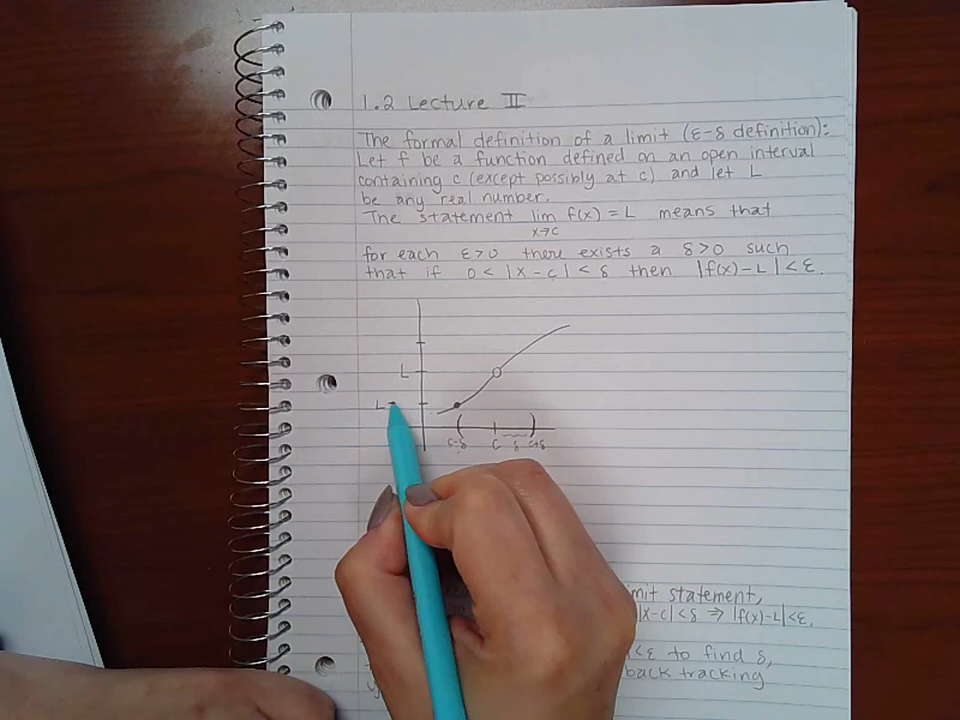 1.2 Lecture II
The formal definition of a limit (ε-δ definition):
Let f be a function defined on an open interval
containing c (except possibly at c) and let L
be any real number.
The statement lim f(x) = L means that
x→c
for each ε>0 there exists a δ>0 such
that if 0 < |x-c| < δ then |f(x)-L| < ε.
L
L -
( )
c-δ c δ c+δ
limit statement,
|x-c|<δ ⇒ |f(x)-L|<ε.
<ε to find δ,
back tracking